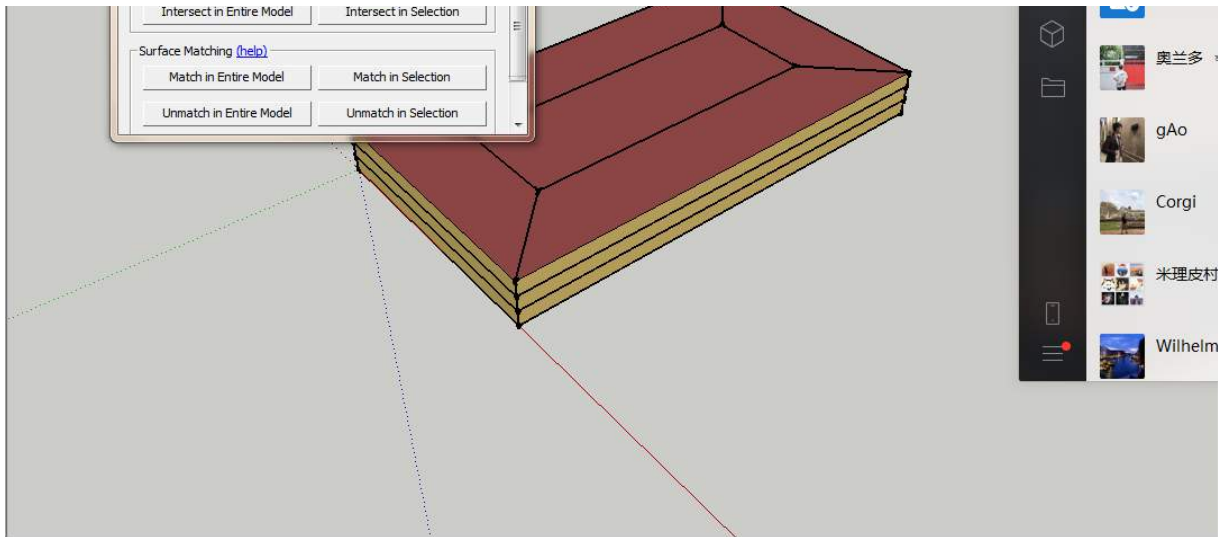 Intersect in Entire Model
Intersect in Selection
Surface Matching (help)
Match in Entire Model
Match in Selection
Unmatch in Entire Model
Unmatch in Selection
奥兰多
gAo
Corgi
米理皮村
Wilhelm